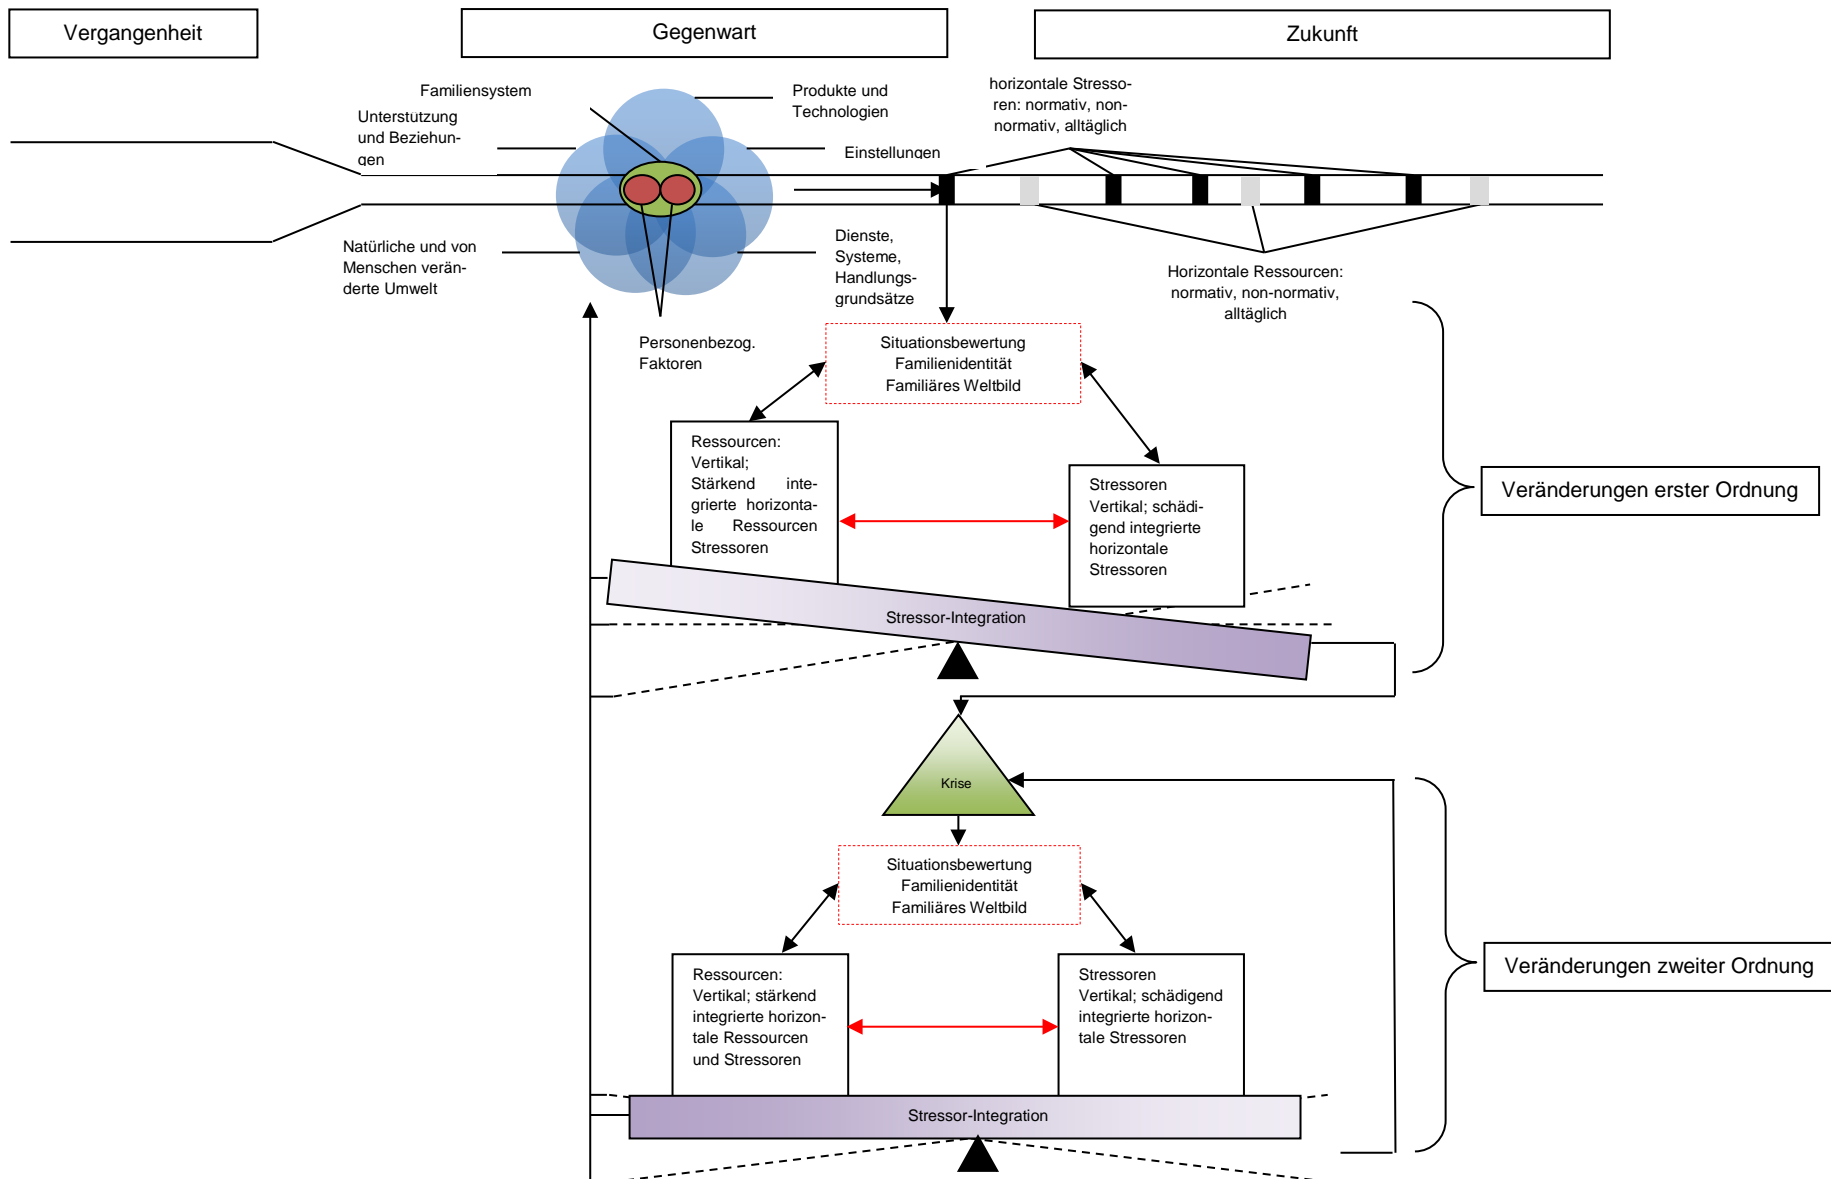 Vergangenheit
Gegenwart
Zukunft
Familiensystem
Unterstützung
und Beziehun-
gen
Produkte und
Technologien
Einstellungen
horizontale Stresso-
ren: normativ, non-
normativ, alltäglich
Natürliche und von
Menschen verän-
derte Umwelt
Dienste,
Systeme,
Handlungs-
grundsätze
Horizontale Ressourcen:
normativ, non-normativ,
alltäglich
Personenbezog.
Faktoren
Situationsbewertung
Familienidentität
Familiäres Weltbild
Ressourcen:
Vertikal;
Stärkend inte-
grierte horizonta-
le Ressourcen
Stressoren
Stressoren
Vertikal; schädi-
gend integrierte
horizontale
Stressoren
Veränderungen erster Ordnung
Stressor-Integration
Krise
Situationsbewertung
Familienidentität
Familiäres Weltbild
Ressourcen:
Vertikal; stärkend
integrierte horizon-
tale Ressourcen
und Stressoren
Stressoren
Vertikal; schädigend
integrierte horizon-
tale Stressoren
Veränderungen zweiter Ordnung
Stressor-Integration